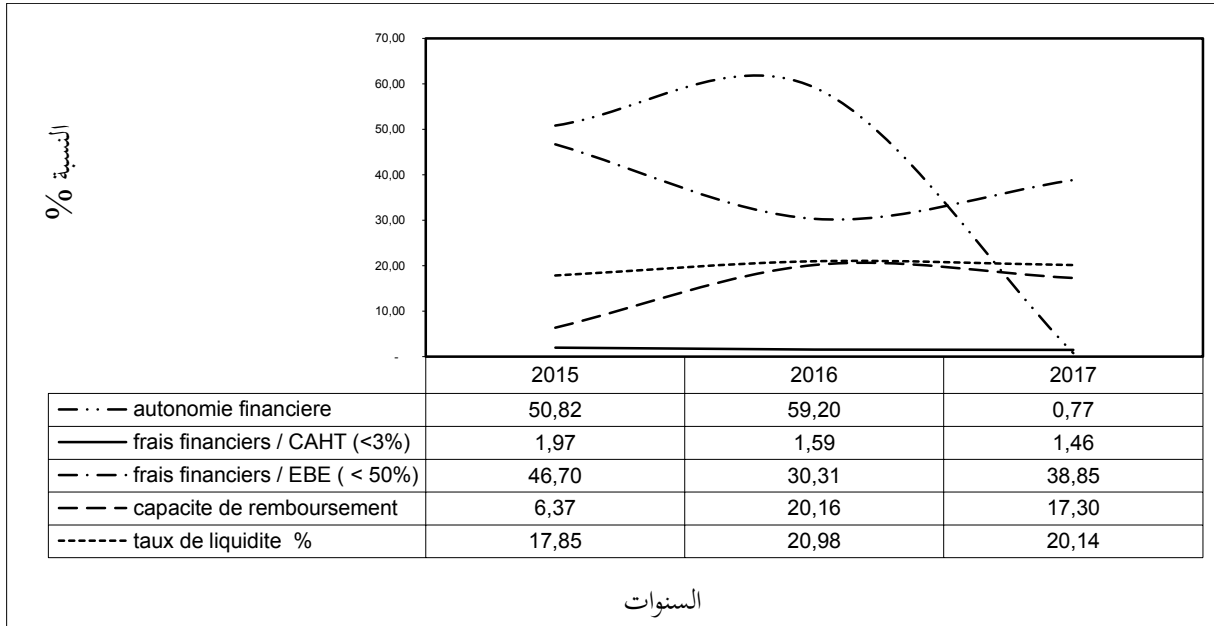 70,00
60,00
50,00
40,00
30,00
20,00
10,00
-
النسبة %
2015 2016 2017
autonomie financiere 50,82 59,20 0,77
frais financiers / CAHT (<3%) 1,97 1,59 1,46
frais financiers / EBE ( < 50%) 46,70 30,31 38,85
capacite de remboursement 6,37 20,16 17,30
taux de liquidite % 17,85 20,98 20,14
السنوات